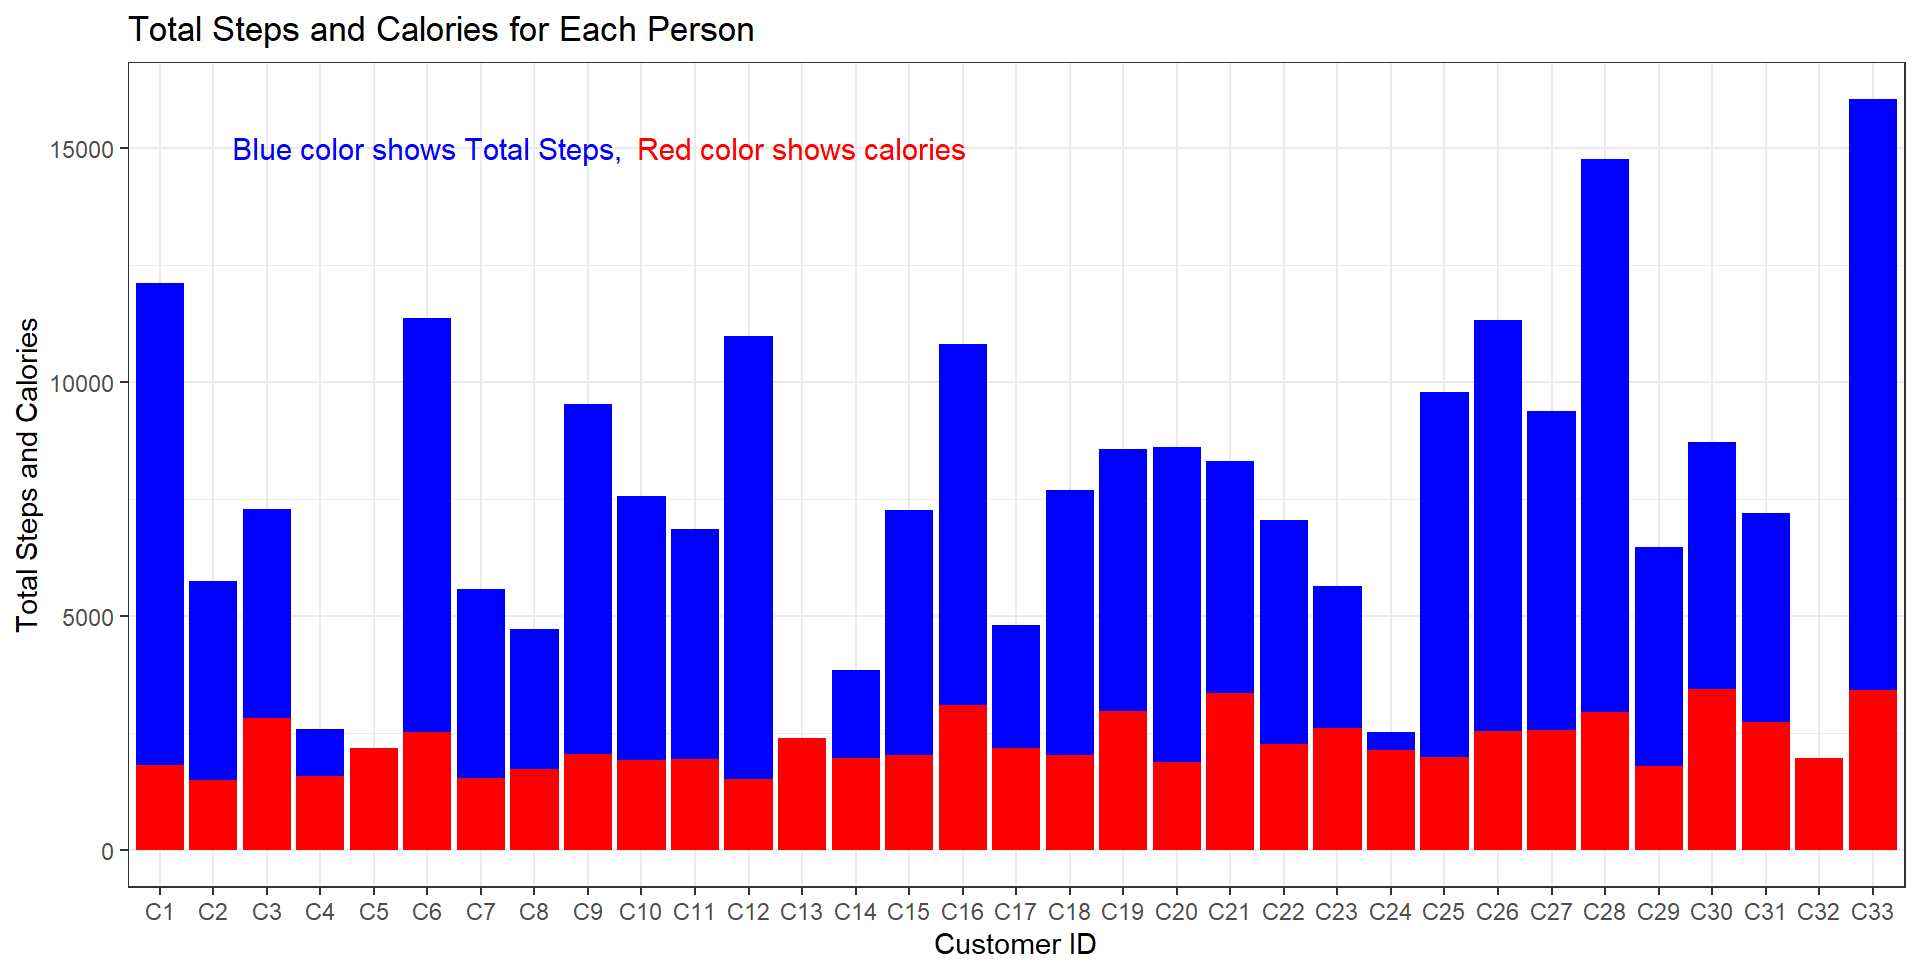 Total Steps and Calories for Each Person
Total Steps and Calories
15000
10000
5000
0
Blue color shows Total Steps,  Red color shows calories
C1 C2 C3 C4 C5 C6 C7 C8 C9 C10 C11 C12 C13 C14 C15 C16 C17 C18 C19 C20 C21 C22 C23 C24 C25 C26 C27 C28 C29 C30 C31 C32 C33
Customer ID